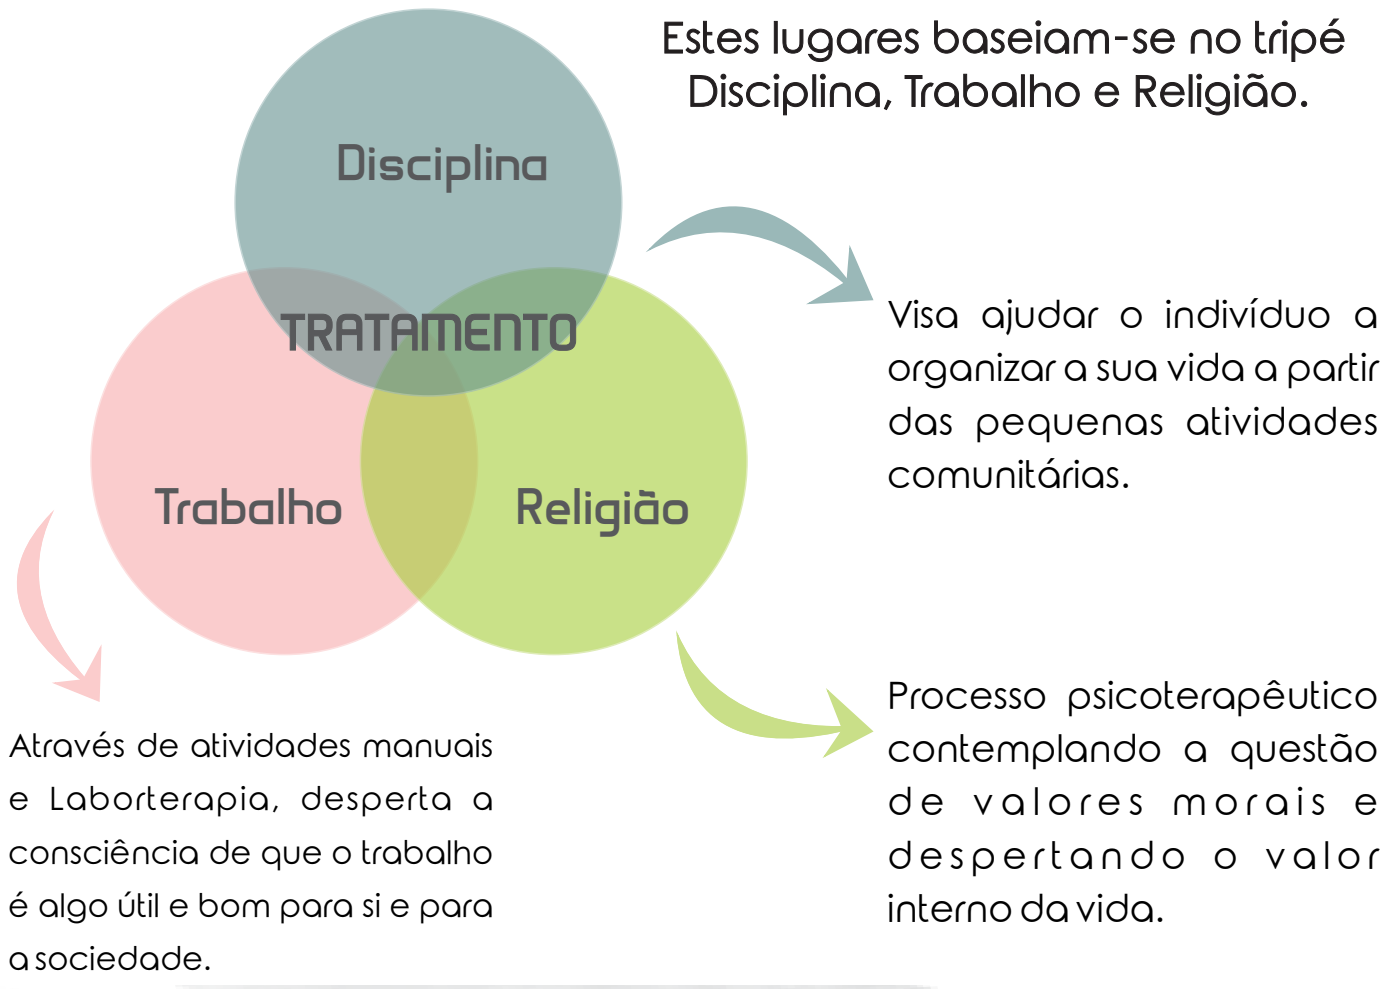 Estes lugares baseiam-se no tripé
Disciplina, Trabalho e Religião.
Disciplina
TRATAMENTO
Trabalho
Religião
Visa ajudar o indivíduo a
organizar a sua vida a partir
das pequenas atividades
comunitárias.
Processo psicoterapêutico
contemplando a questão
de valores morais e
despertando o valor
interno da vida.
Através de atividades manuais
e Laborterapia, desperta a
consciência de que o trabalho
é algo útil e bom para si e para
a sociedade.